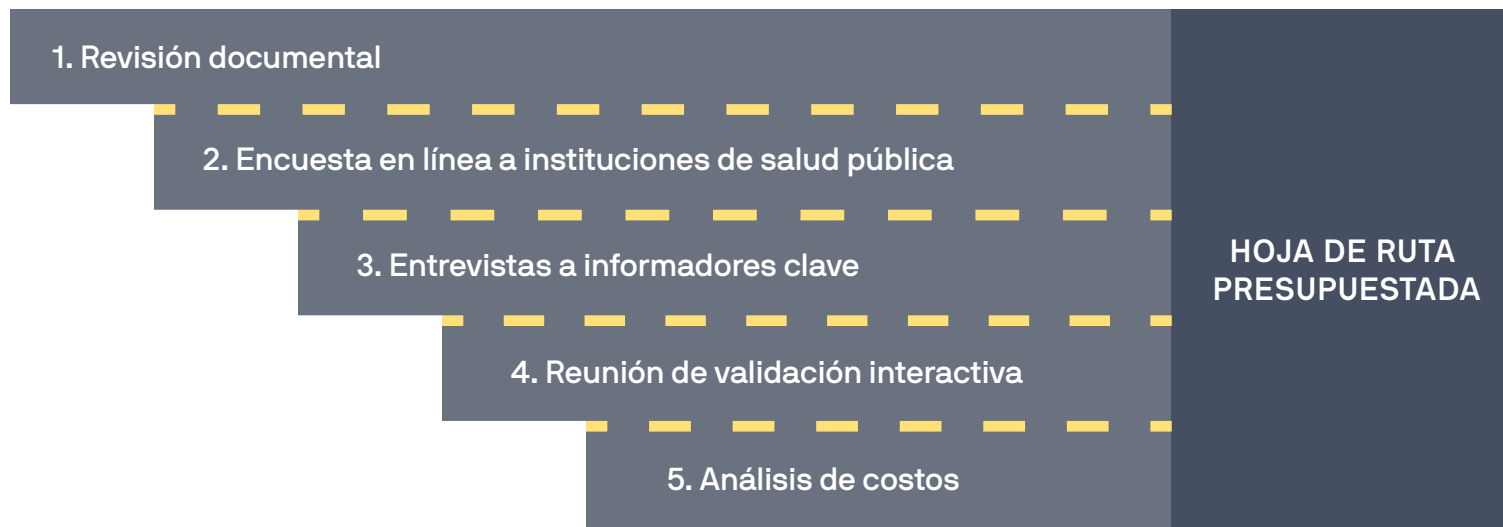 1. Revisión documental
2. Encuesta en línea a instituciones de salud pública
3. Entrevistas a informadores clave
4. Reunión de validación interactiva
5. Análisis de costos
HOJA DE RUTA
PRESUPUESTADA